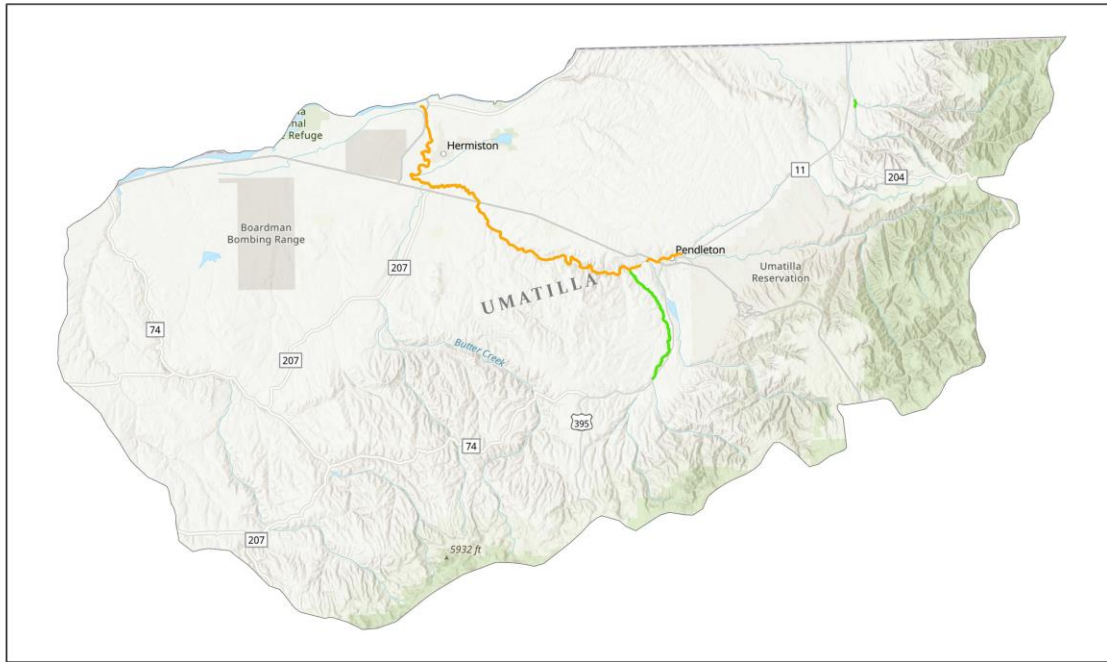 nal
e Refuge
Hermiston
11
204
Boardman
Bombing Range
207
Pendleton
Umatilla
Reservation
UMATILLA
74
Butter Creek
207
395
74
207
5932 ft